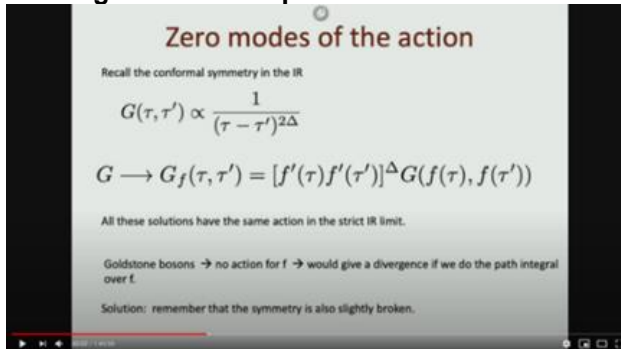 Zero modes of the action
Recall the conformal symmetry in the IR
G(τ, τ′) ∝ 1 / (τ − τ′)^{2Δ}
G ⟶ G_f(τ, τ′) = [f′(τ)f′(τ′)]^Δ G(f(τ), f(τ′))
All these solutions have the same action in the strict IR limit.
Goldstone bosons → no action for f → would give a divergence if we do the path integral
over f.
Solution: remember that the symmetry is also slightly broken.